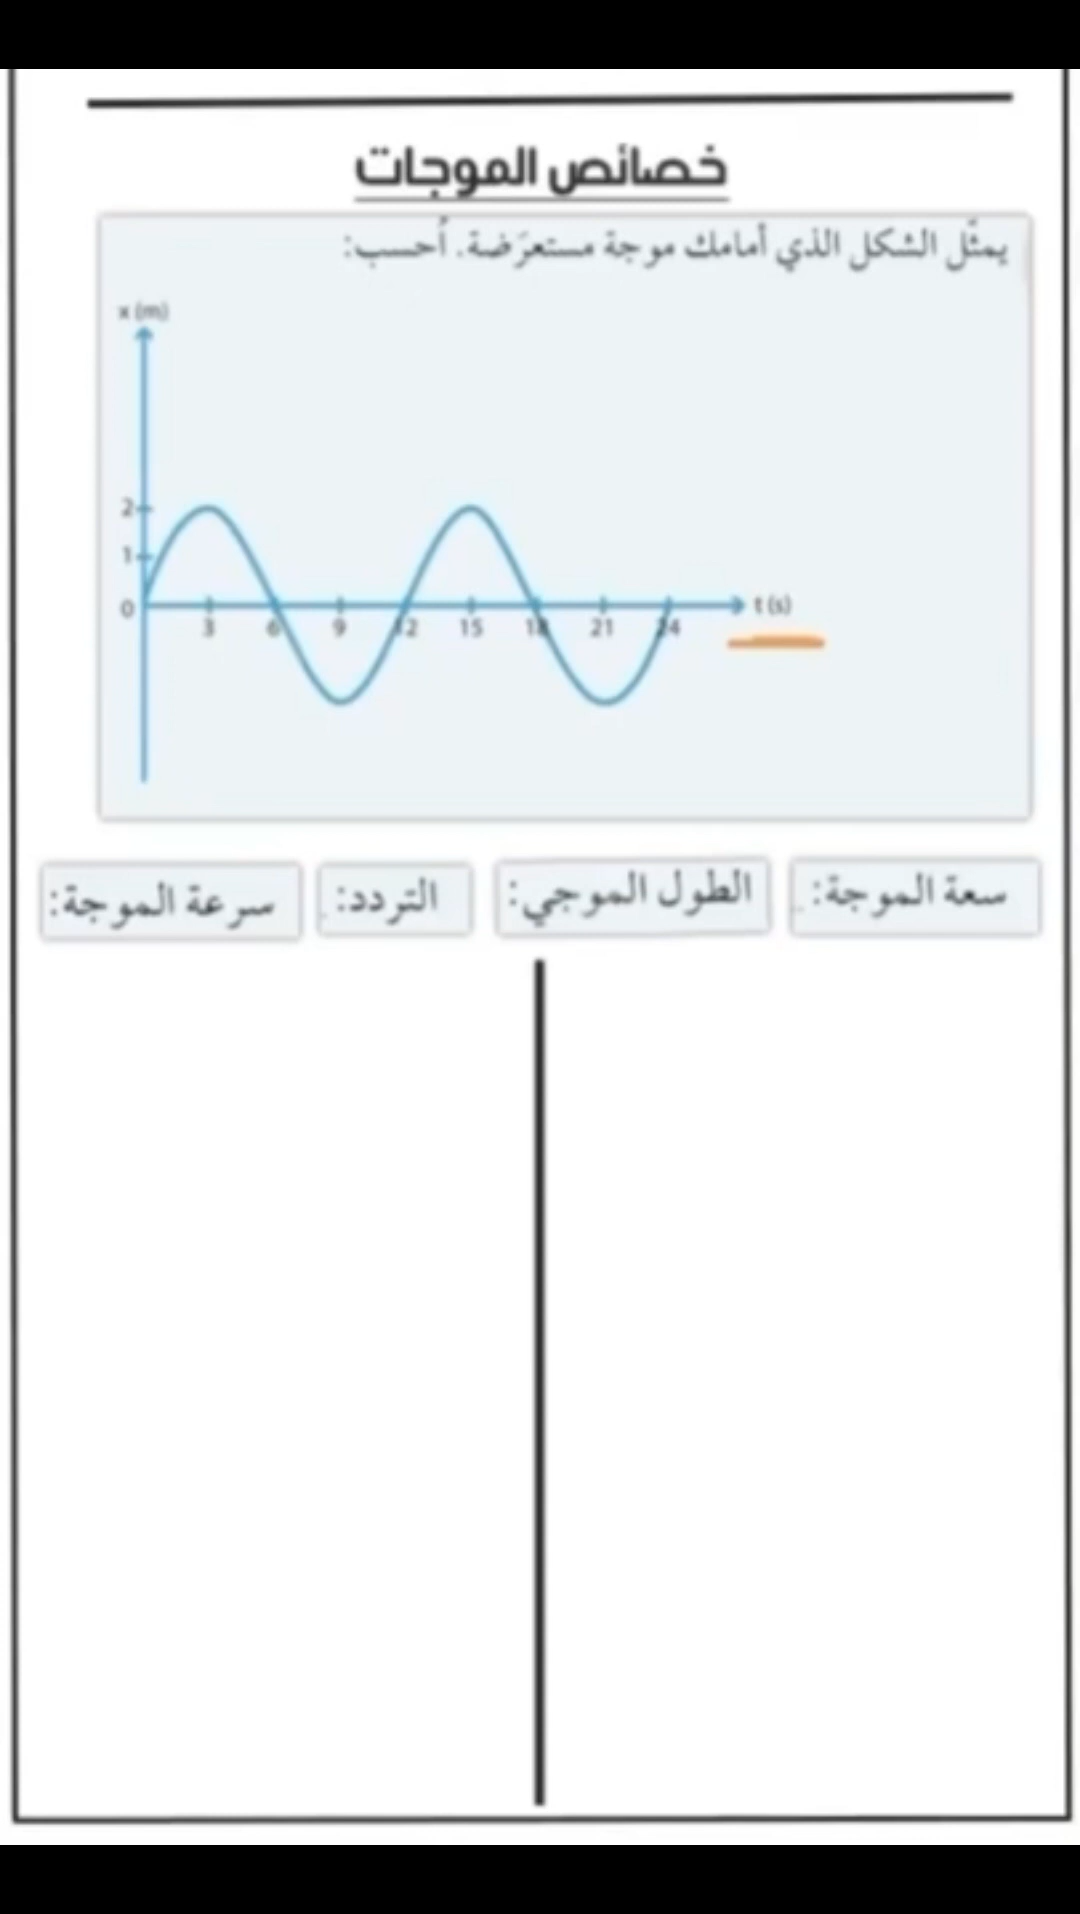 خصائص الموجات
يمثّل الشكل الذي أمامك موجة مستعرَضة. أحسب:
x (m)
2
1
0
3 6 9 12 15 18 21 24 t (s)
سعة الموجة: الطول الموجي: التردد: سرعة الموجة: